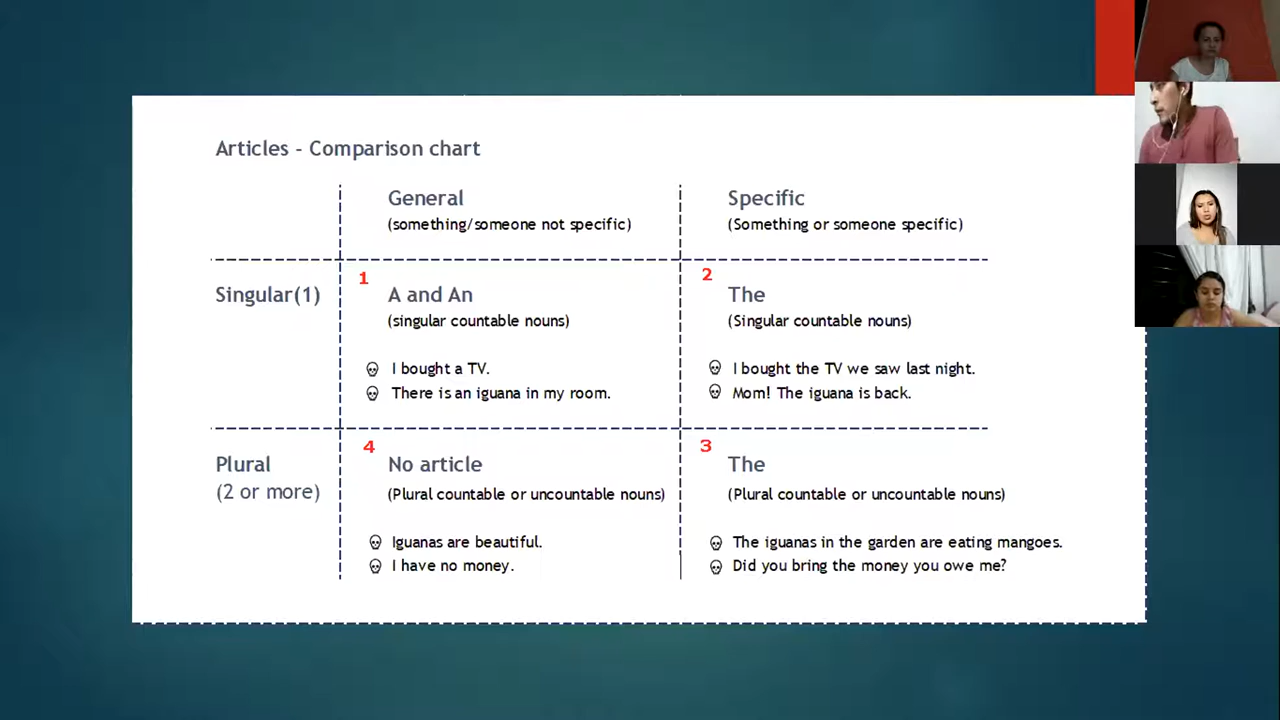 Articles - Comparison chart
General
(something/someone not specific)
Specific
(Something or someone specific)
Singular(1)
1
A and An
(singular countable nouns)
I bought a TV.
There is an iguana in my room.
2
The
(Singular countable nouns)
I bought the TV we saw last night.
Mom! The iguana is back.
Plural
(2 or more)
4
No article
(Plural countable or uncountable nouns)
Iguanas are beautiful.
I have no money.
3
The
(Plural countable or uncountable nouns)
The iguanas in the garden are eating mangoes.
Did you bring the money you owe me?